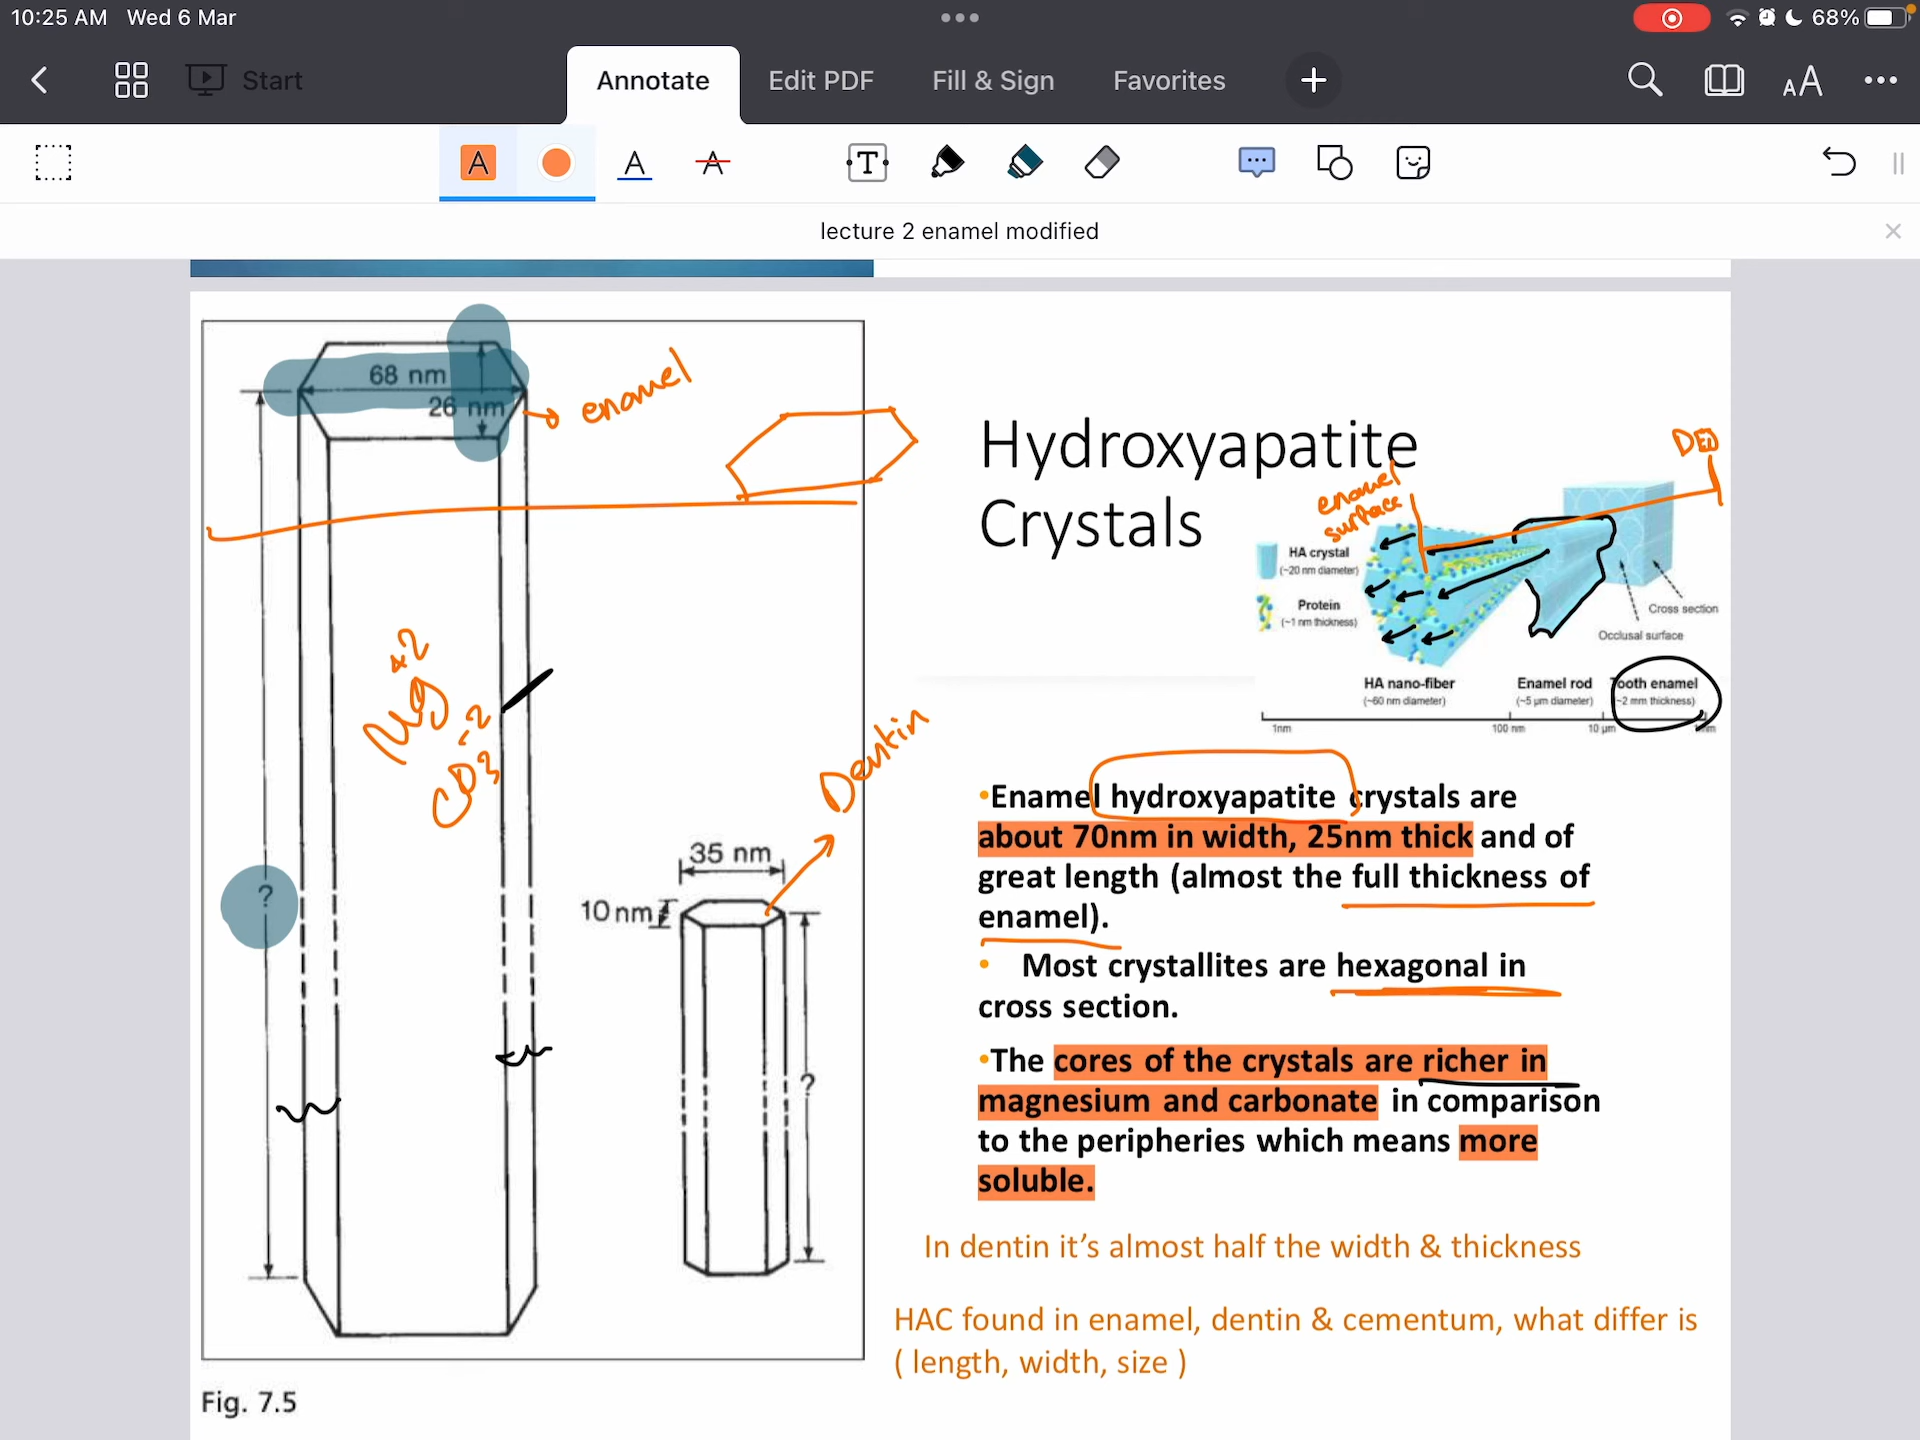 10:25 AM Wed 6 Mar
68%
Start
Annotate
Edit PDF
Fill & Sign
Favorites
lecture 2 enamel modified
68 nm
26 nm
enamel
Mg+2
CO3-2
?
Dentin
35 nm
10 nm
?
Fig. 7.5
Hydroxyapatite
Crystals
enamel
surface
DEJ
HA crystal
(~20 nm diameter)
Protein
(~1 nm thickness)
Cross section
Occlusal surface
HA nano-fiber
(~60 nm diameter)
Enamel rod
(~5 μm diameter)
Tooth enamel
(~2 mm thickness)
1nm
100 nm
10 μm
•Enamel hydroxyapatite crystals are
about 70nm in width, 25nm thick and of
great length (almost the full thickness of
enamel).
• Most crystallites are hexagonal in
cross section.
•The cores of the crystals are richer in
magnesium and carbonate in comparison
to the peripheries which means more
soluble.
In dentin it’s almost half the width & thickness
HAC found in enamel, dentin & cementum, what differ is
( length, width, size )